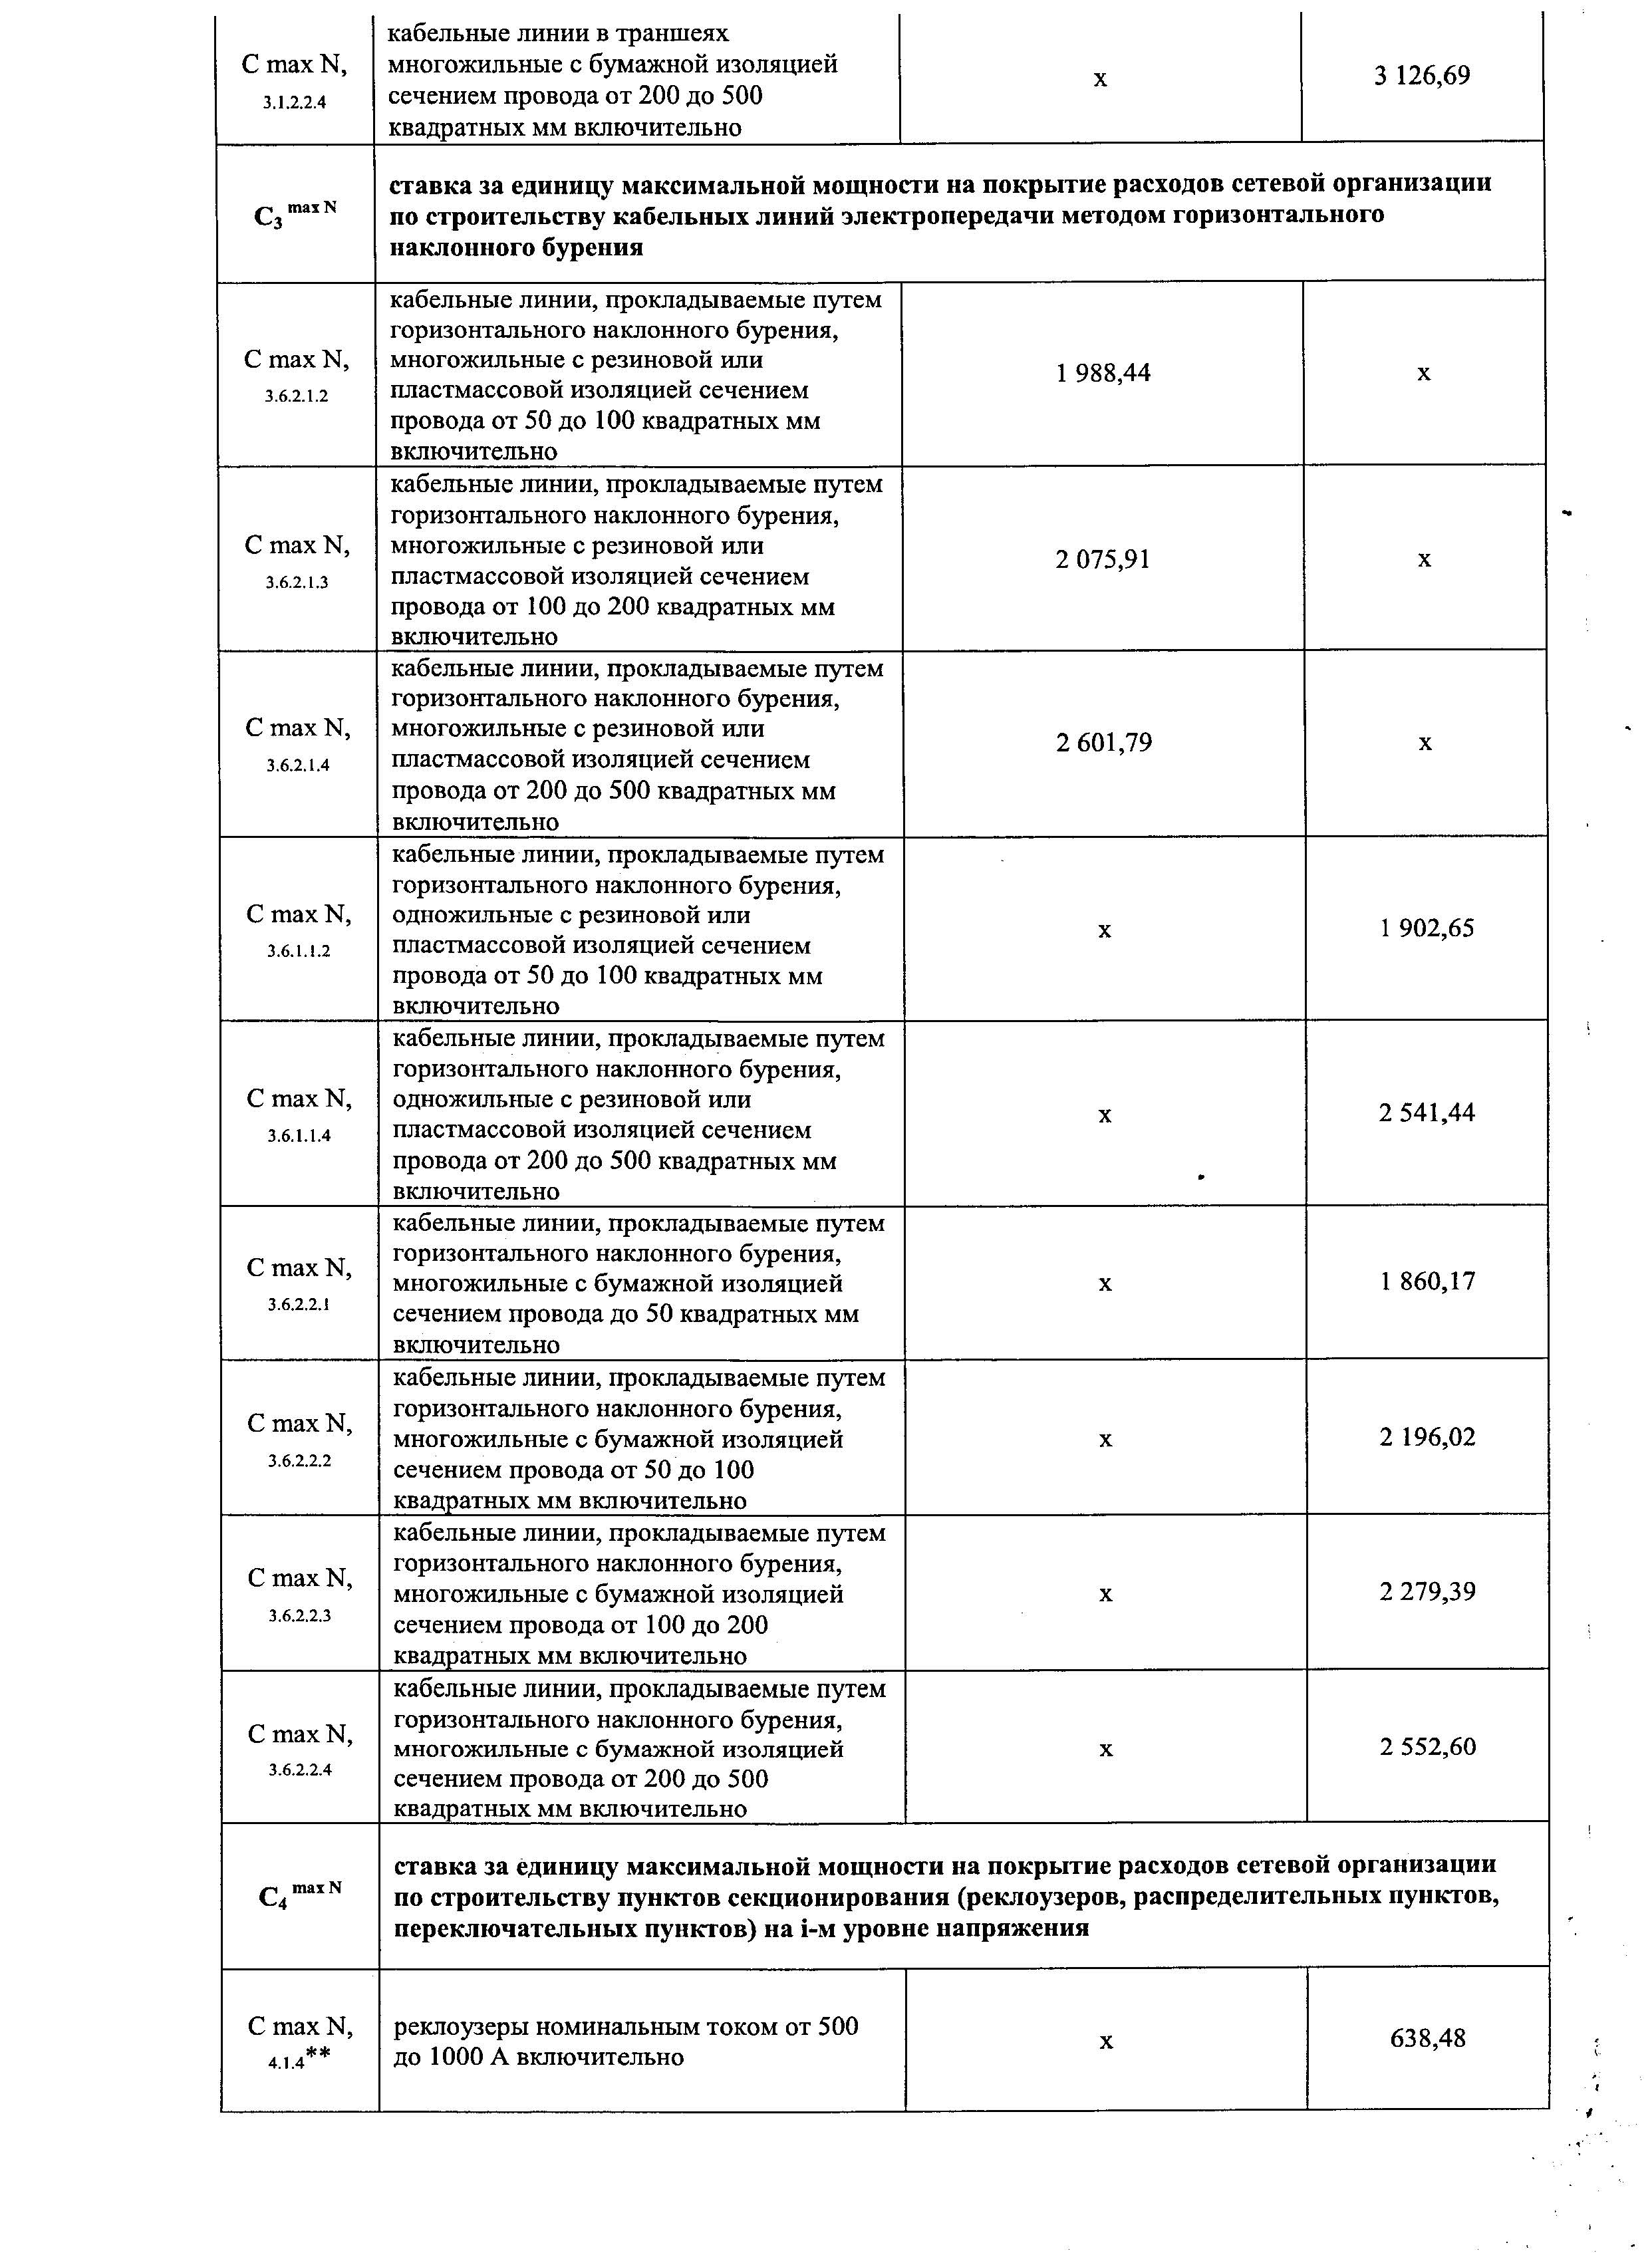 C max N,
3.1.2.2.4
кабельные линии в траншеях
многожильные с бумажной изоляцией
сечением провода от 200 до 500
квадратных мм включительно
х
3 126,69
C₃ max N
ставка за единицу максимальной мощности на покрытие расходов сетевой организации
по строительству кабельных линий электропередачи методом горизонтального
наклонного бурения
C max N,
3.6.2.1.2
кабельные линии, прокладываемые путем
горизонтального наклонного бурения,
многожильные с резиновой или
пластмассовой изоляцией сечением
провода от 50 до 100 квадратных мм
включительно
1 988,44
х
C max N,
3.6.2.1.3
кабельные линии, прокладываемые путем
горизонтального наклонного бурения,
многожильные с резиновой или
пластмассовой изоляцией сечением
провода от 100 до 200 квадратных мм
включительно
2 075,91
х
C max N,
3.6.2.1.4
кабельные линии, прокладываемые путем
горизонтального наклонного бурения,
многожильные с резиновой или
пластмассовой изоляцией сечением
провода от 200 до 500 квадратных мм
включительно
2 601,79
х
C max N,
3.6.1.1.2
кабельные линии, прокладываемые путем
горизонтального наклонного бурения,
одножильные с резиновой или
пластмассовой изоляцией сечением
провода от 50 до 100 квадратных мм
включительно
х
1 902,65
C max N,
3.6.1.1.4
кабельные линии, прокладываемые путем
горизонтального наклонного бурения,
одножильные с резиновой или
пластмассовой изоляцией сечением
провода от 200 до 500 квадратных мм
включительно
х
2 541,44
C max N,
3.6.2.2.1
кабельные линии, прокладываемые путем
горизонтального наклонного бурения,
многожильные с бумажной изоляцией
сечением провода до 50 квадратных мм
включительно
х
1 860,17
C max N,
3.6.2.2.2
кабельные линии, прокладываемые путем
горизонтального наклонного бурения,
многожильные с бумажной изоляцией
сечением провода от 50 до 100
квадратных мм включительно
х
2 196,02
C max N,
3.6.2.2.3
кабельные линии, прокладываемые путем
горизонтального наклонного бурения,
многожильные с бумажной изоляцией
сечением провода от 100 до 200
квадратных мм включительно
х
2 279,39
C max N,
3.6.2.2.4
кабельные линии, прокладываемые путем
горизонтального наклонного бурения,
многожильные с бумажной изоляцией
сечением провода от 200 до 500
квадратных мм включительно
х
2 552,60
C₄ max N
ставка за единицу максимальной мощности на покрытие расходов сетевой организации
по строительству пунктов секционирования (реклоузеров, распределительных пунктов,
переключательных пунктов) на i-м уровне напряжения
C max N,
4.1.4**
реклоузеры номинальным током от 500
до 1000 А включительно
х
638,48